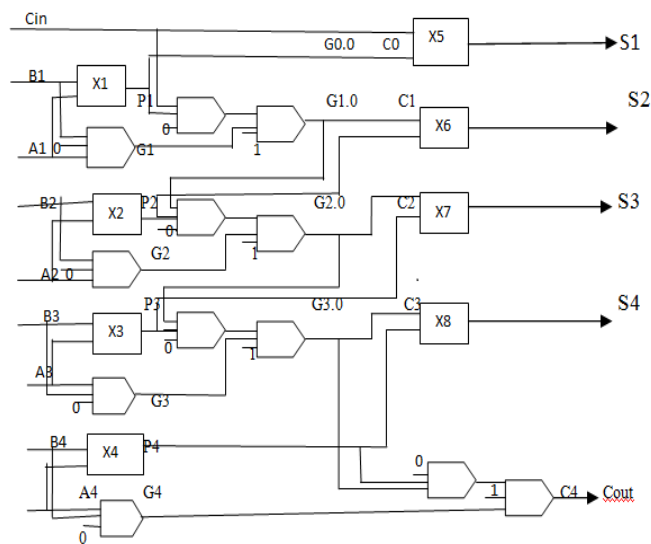 Cin
G0.0 C0 X5 S1
B1 X1
P1 G1.0 C1 S2
0 X6
A1 0 G1 1
B2 X2 P2 G2.0 C2 X7 S3
0
G2 1
A2 0
B3 X3 P3 G3.0 C3 X8 S4
0 1
A3
0 G3
B4 X4 P4
0
A4 G4 1 C4 Cout
0